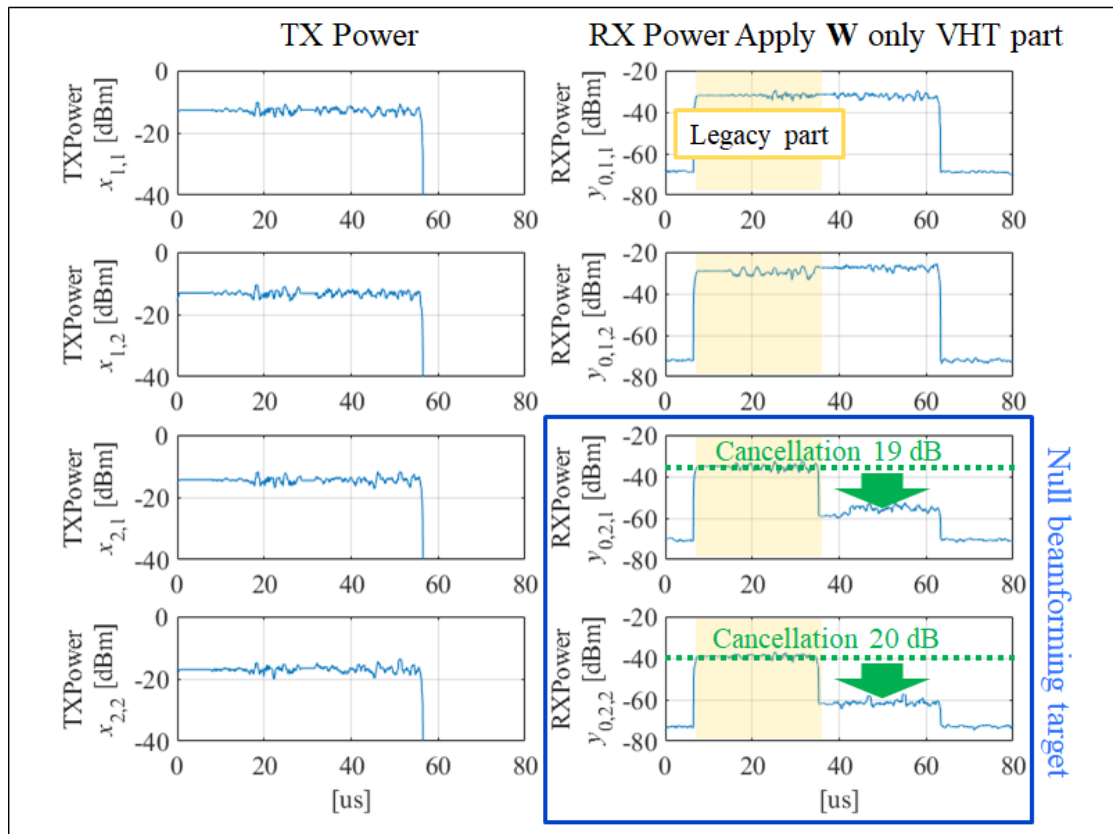 TX Power
RX Power Apply W only VHT part
TXPower
x1,1 [dBm]
0
-20
-40
0 20 40 60 80
RXPower
y0,1,1 [dBm]
-20
-40
-60
-80
0 20 40 60 80
Legacy part
TXPower
x1,2 [dBm]
0
-20
-40
0 20 40 60 80
RXPower
y0,1,2 [dBm]
-20
-40
-60
-80
0 20 40 60 80
TXPower
x2,1 [dBm]
0
-20
-40
0 20 40 60 80
RXPower
y0,2,1 [dBm]
-20
-40
-60
-80
0 20 40 60 80
Cancellation 19 dB
TXPower
x2,2 [dBm]
0
-20
-40
0 20 40 60 80
[us]
RXPower
y0,2,2 [dBm]
-20
-40
-60
-80
0 20 40 60 80
Cancellation 20 dB
[us]
Null beamforming target